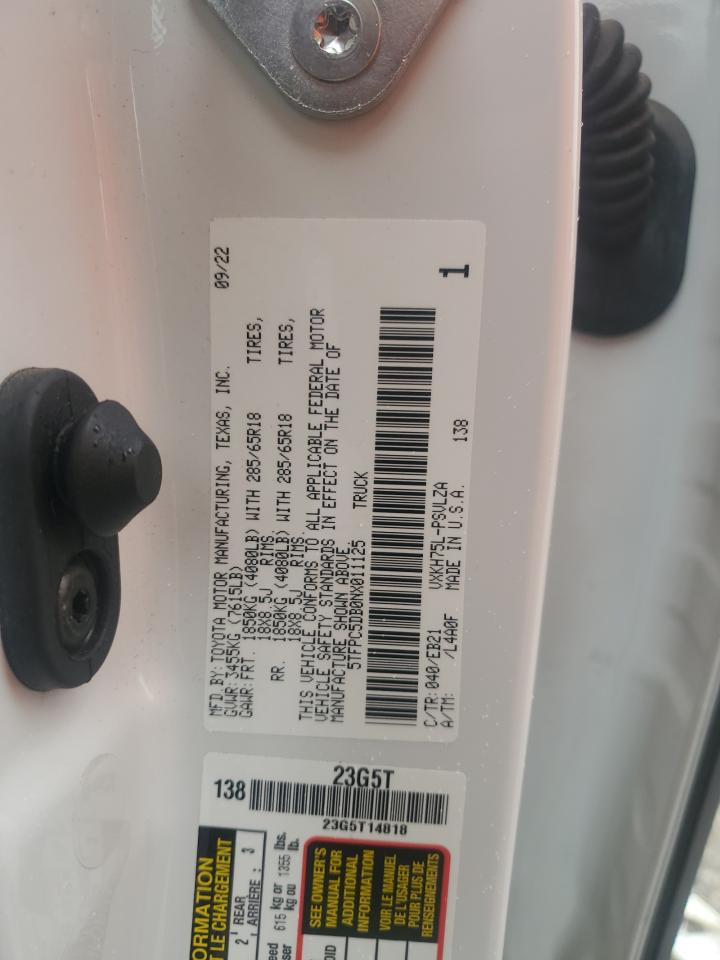 MFD.BY:TOYOTA MOTOR MANUFACTURING, TEXAS, INC. 09/22
GVWR:3455KG (7615LB)
GAWR:FRT. 1850KG (4080LB) WITH 285/65R18 TIRES,
18X8.5J RIMS
RR. 1850KG (4080LB) WITH 285/65R18 TIRES,
18X8.5J RIMS.
THIS VEHICLE CONFORMS TO ALL APPLICABLE FEDERAL MOTOR
VEHICLE SAFETY STANDARDS IN EFFECT ON THE DATE OF
MANUFACTURE SHOWN ABOVE.
5TFPC5DB0NX011125 TRUCK
C/TR:040/EB21 VXKH75L-PSVLZA
A/TM: /L4A0F MADE IN U.S.A. 138
1
138 23G5T
23G5T14818
ORMATION
T LE CHARGEMENT
2 REAR
ARRIÈRE : 3
615 kg or 1355 lbs.
kg ou lb.
SEE OWNER'S
MANUAL FOR
ADDITIONAL
INFORMATION
VOIR LE MANUEL
DE L'USAGER
POUR PLUS DE
RENSEIGNEMENTS